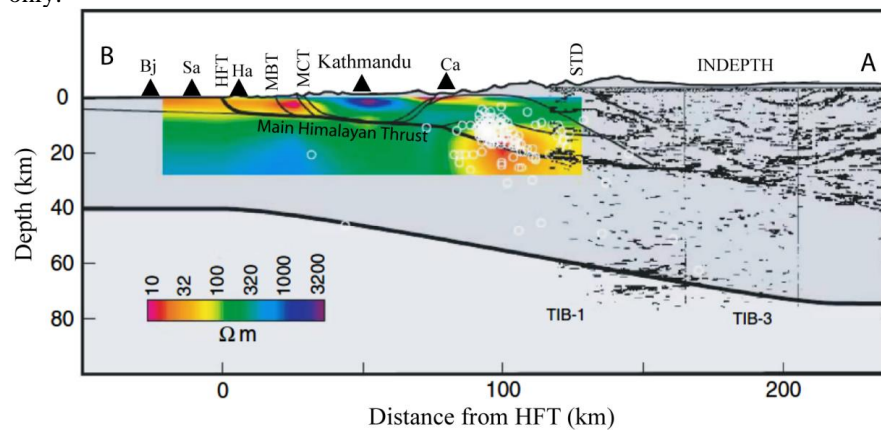 only.
B
A
Bj
Sa
HFT
Ha
MBT
MCT
Kathmandu
Ca
STD
INDEPTH
Main Himalayan Thrust
0
20
40
60
80
Depth (km)
10
32
100
320
1000
3200
Ω m
TIB-1
TIB-3
0
100
200
Distance from HFT (km)